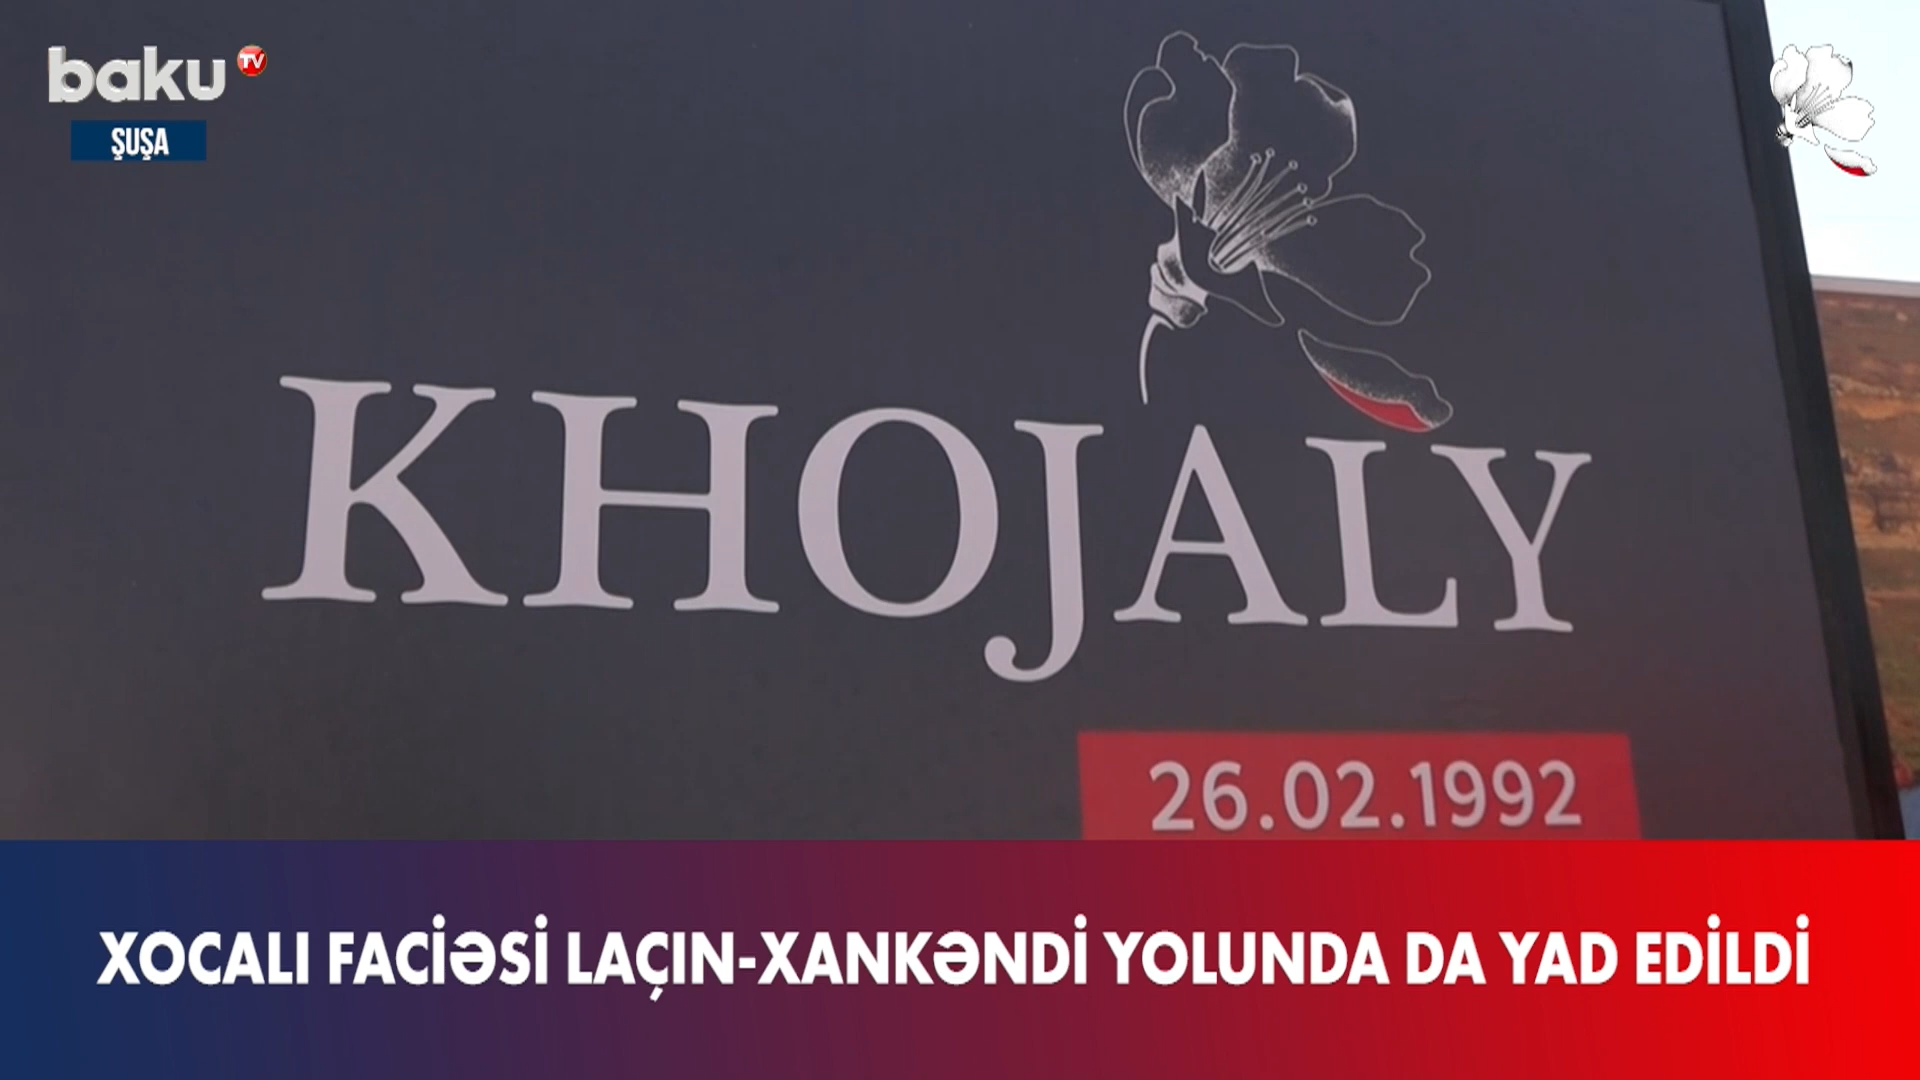 baku TV
ŞUŞA
KHOJALY
26.02.1992
XOCALI FACİƏSİ LAÇIN-XANKƏNDİ YOLUNDA DA YAD EDİLDİ